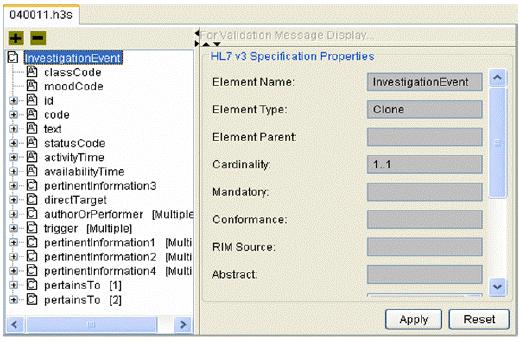 040011.h3s
For Validation Message Display...
InvestigationEvent
classCode
moodCode
id
code
text
statusCode
activityTime
availabilityTime
pertinentInformation3
directTarget
authorOrPerformer [Multiple
trigger [Multiple]
pertinentInformation1 [Multi
pertinentInformation2 [Multi
pertinentInformation4 [Multi
pertainsTo [1]
pertainsTo [2]
HL7 v3 Specification Properties
Element Name: InvestigationEvent
Element Type: Clone
Element Parent:
Cardinality: 1..1
Mandatory:
Conformance:
RIM Source:
Abstract:
Apply Reset